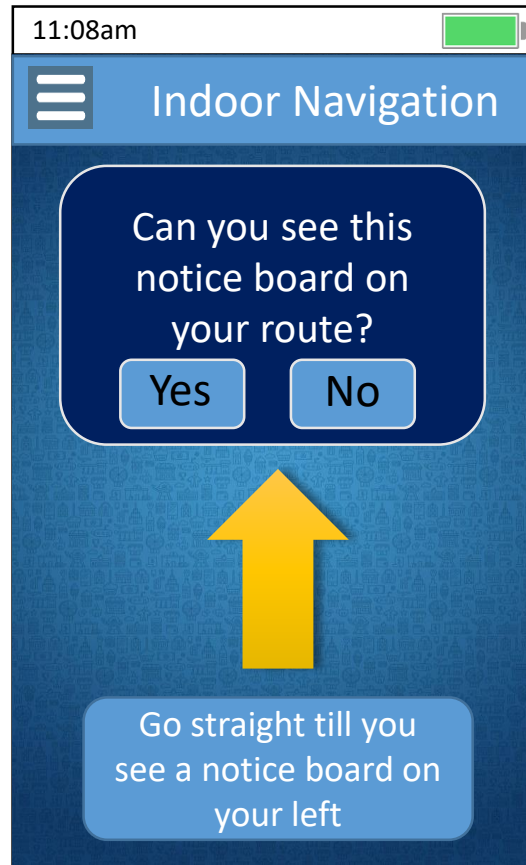 11:08am
Indoor Navigation
Can you see this
notice board on
your route?
Yes No
Go straight till you
see a notice board on
your left